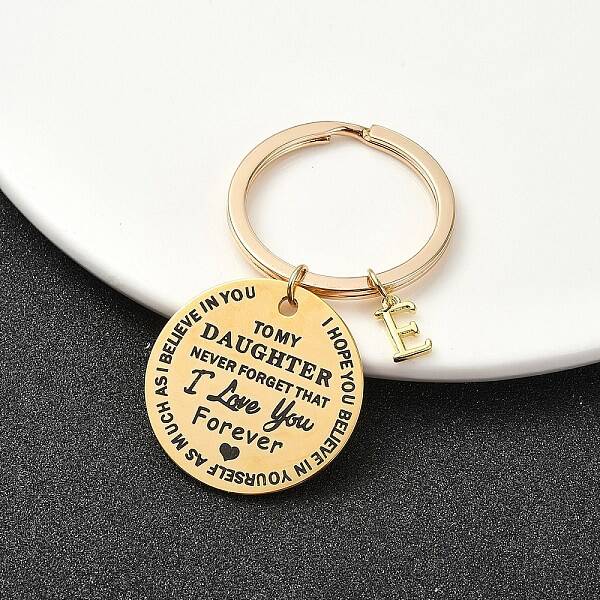 TO MY
DAUGHTER
NEVER FORGET THAT
I Love You
Forever
I HOPE YOU BELIEVE IN YOURSELF AS MUCH AS I BELIEVE IN YOU
E